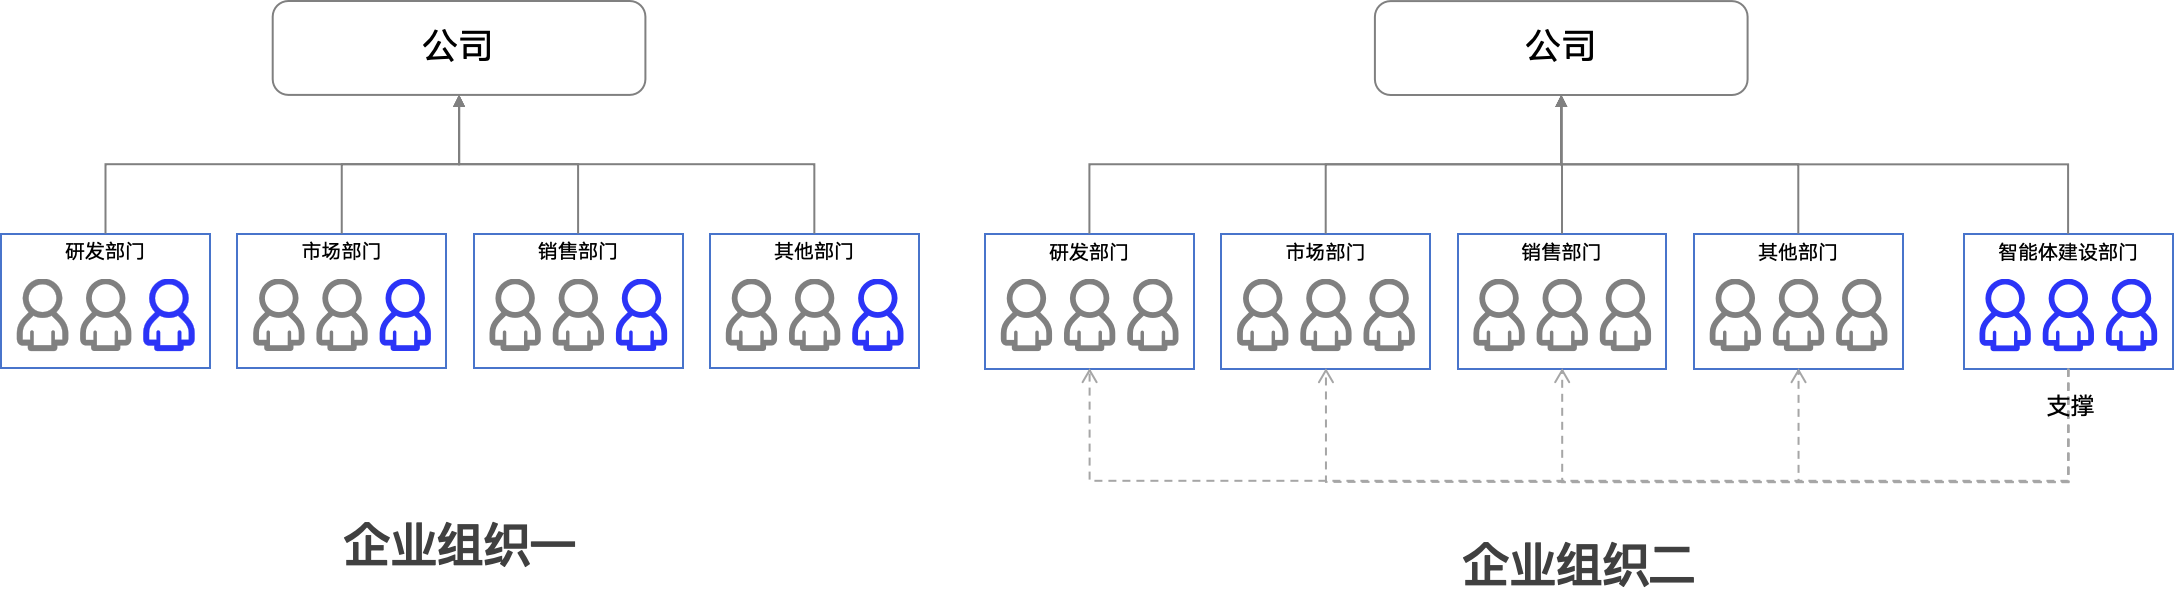 公司
研发部门
市场部门
销售部门
其他部门
企业组织一
公司
研发部门
市场部门
销售部门
其他部门
智能体建设部门
支撑
企业组织二